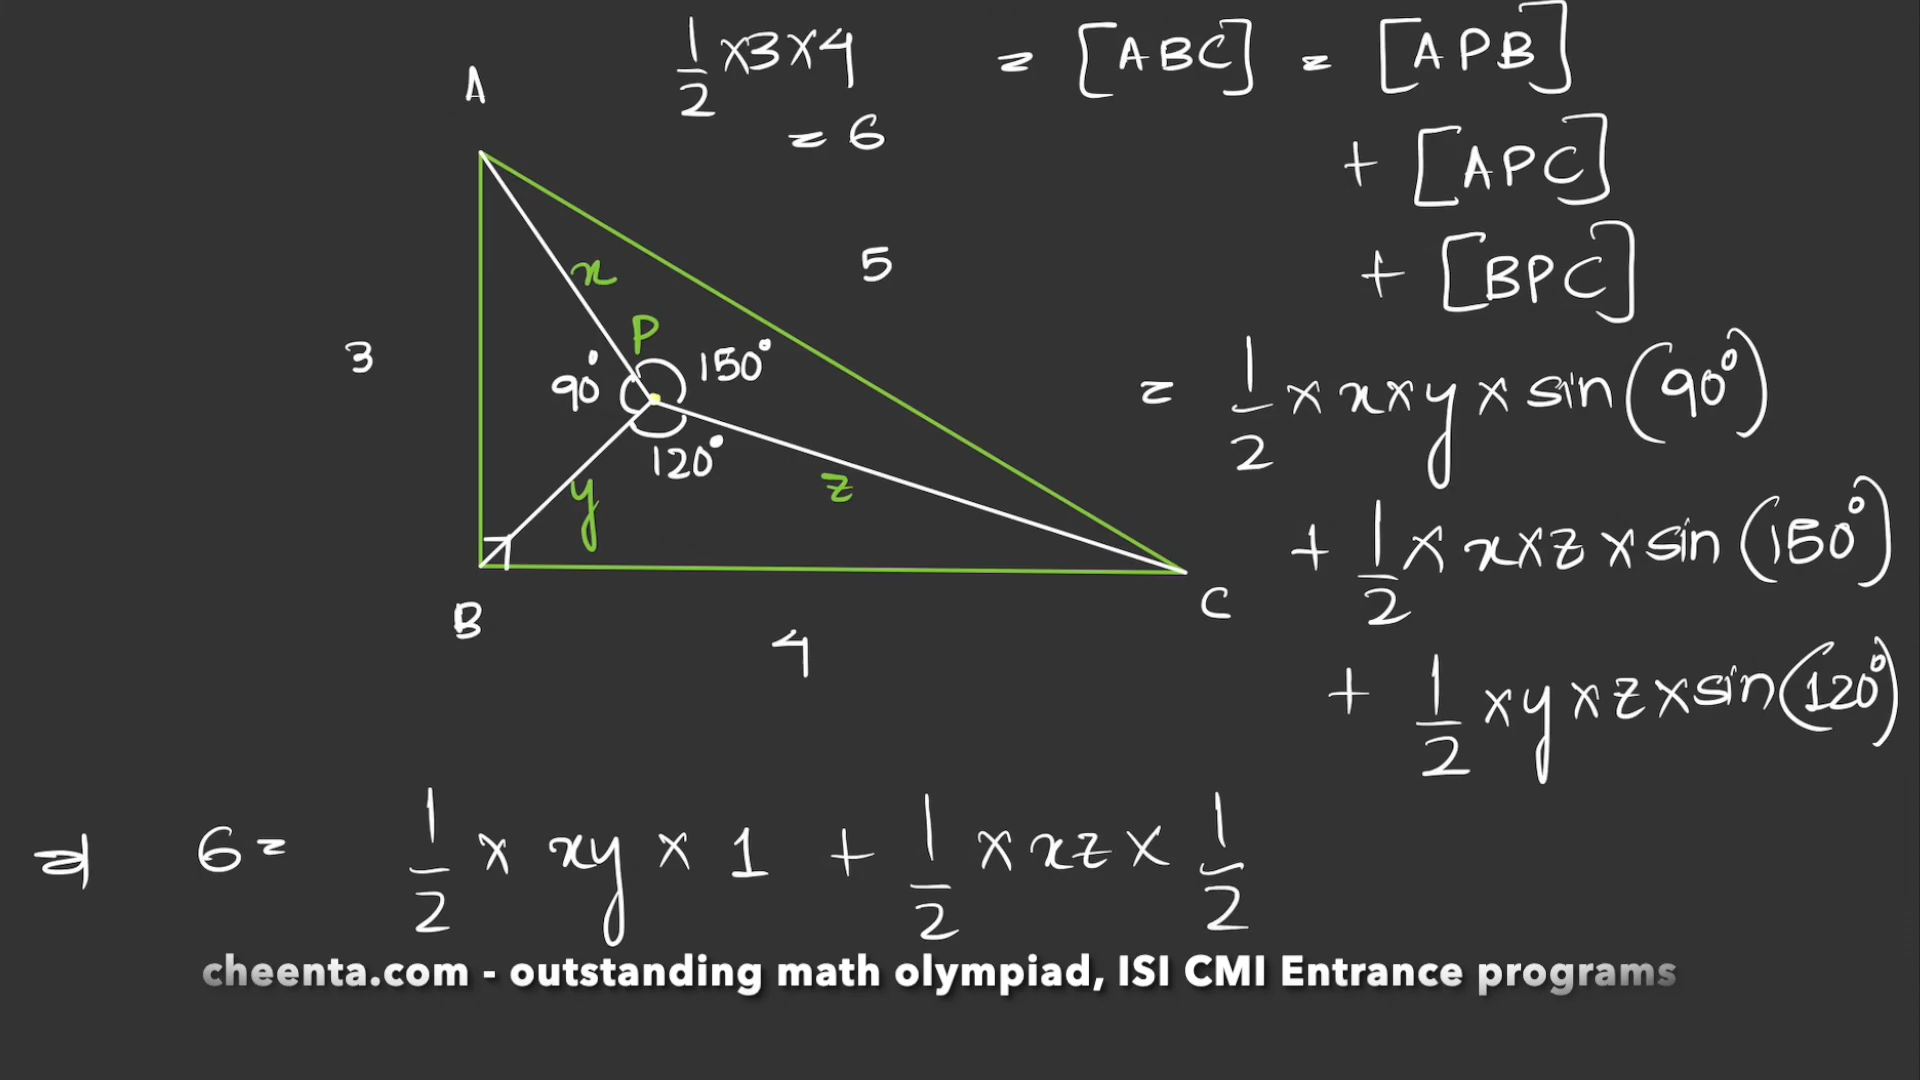 1/2 × 3 × 4 = [ABC] = [APB]
= 6
+ [APC]
+ [BPC]
A
x
5
P
3
90° 150°
120°
y
z
B
C
4
= 1/2 × x × y × sin(90°)
+ 1/2 × x × z × sin(150°)
+ 1/2 × y × z × sin(120°)
⇒ 6 = 1/2 × xy × 1 + 1/2 × xz × 1/2
cheenta.com - outstanding math olympiad, ISI CMI Entrance programs